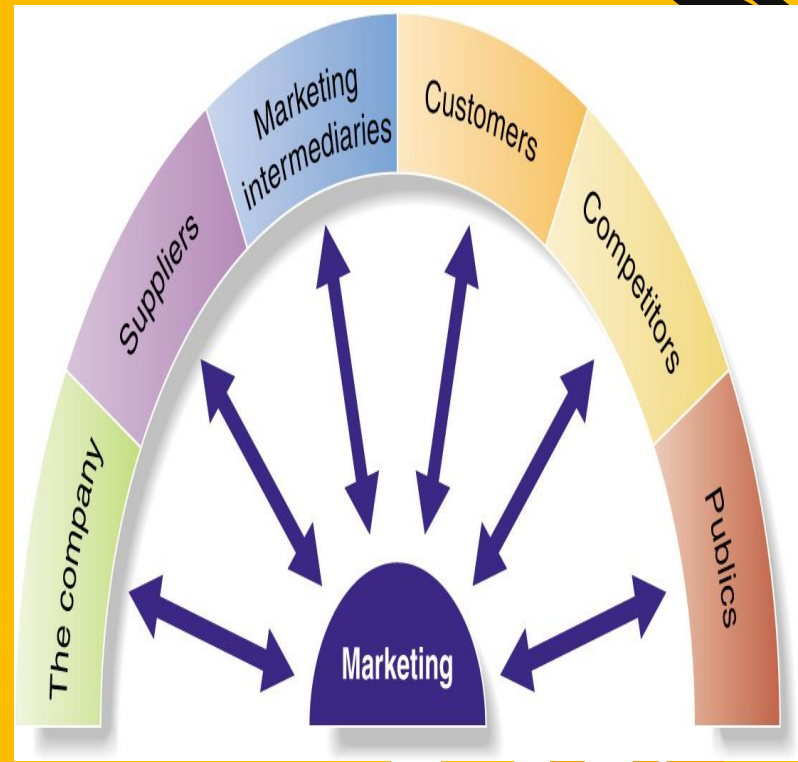 The company
Suppliers
Marketing
intermediaries
Customers
Competitors
Publics
Marketing